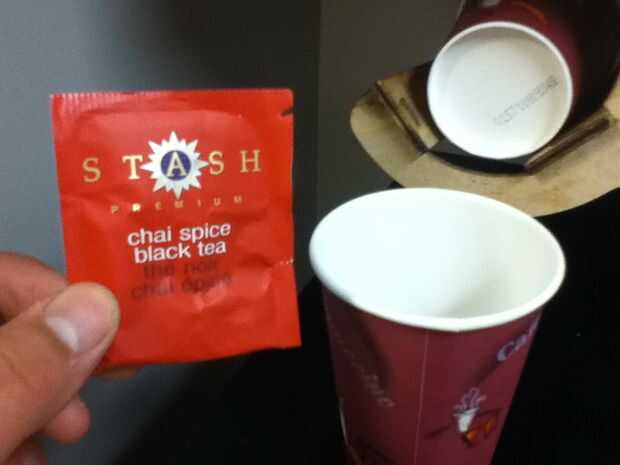 STASH
PREMIUM
chai spice
black tea
thé noir
chai épicé